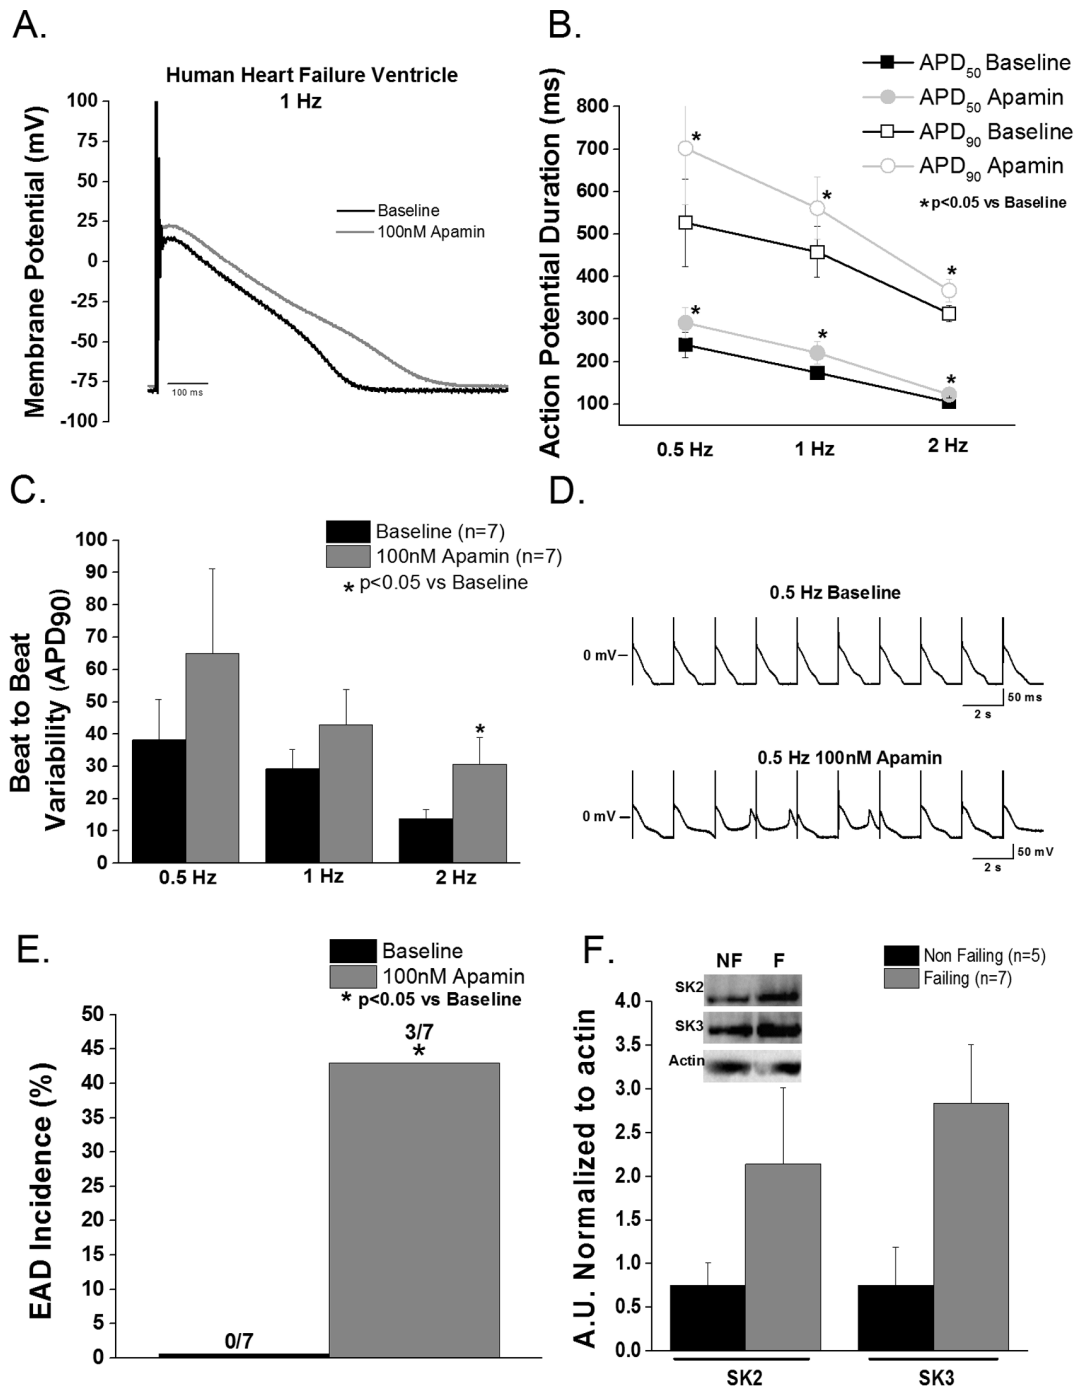 A.
Human Heart Failure Ventricle
1 Hz
Membrane Potential (mV)
100
75
50
25
0
-25
-50
-75
-100
Baseline
100nM Apamin
100 ms
B.
APD50 Baseline
APD50 Apamin
APD90 Baseline
APD90 Apamin
*p<0.05 vs Baseline
Action Potential Duration (ms)
800
700
600
500
400
300
200
100
*
*
*
*
*
*
0.5 Hz 1 Hz 2 Hz
C.
Baseline (n=7)
100nM Apamin (n=7)
* p<0.05 vs Baseline
Beat to Beat
Variability (APD90)
100
90
80
70
60
50
40
30
20
10
0
*
0.5 Hz 1 Hz 2 Hz
D.
0.5 Hz Baseline
0 mV
50 ms
2 s
0.5 Hz 100nM Apamin
0 mV
50 mV
2 s
E.
Baseline
100nM Apamin
* p<0.05 vs Baseline
EAD Incidence (%)
50
45
40
35
30
25
20
15
10
5
0
0/7
3/7
*
F.
Non Failing (n=5)
Failing (n=7)
NF F
SK2
SK3
Actin
A.U. Normalized to actin
4.0
3.5
3.0
2.5
2.0
1.5
1.0
0.5
0.0
SK2 SK3